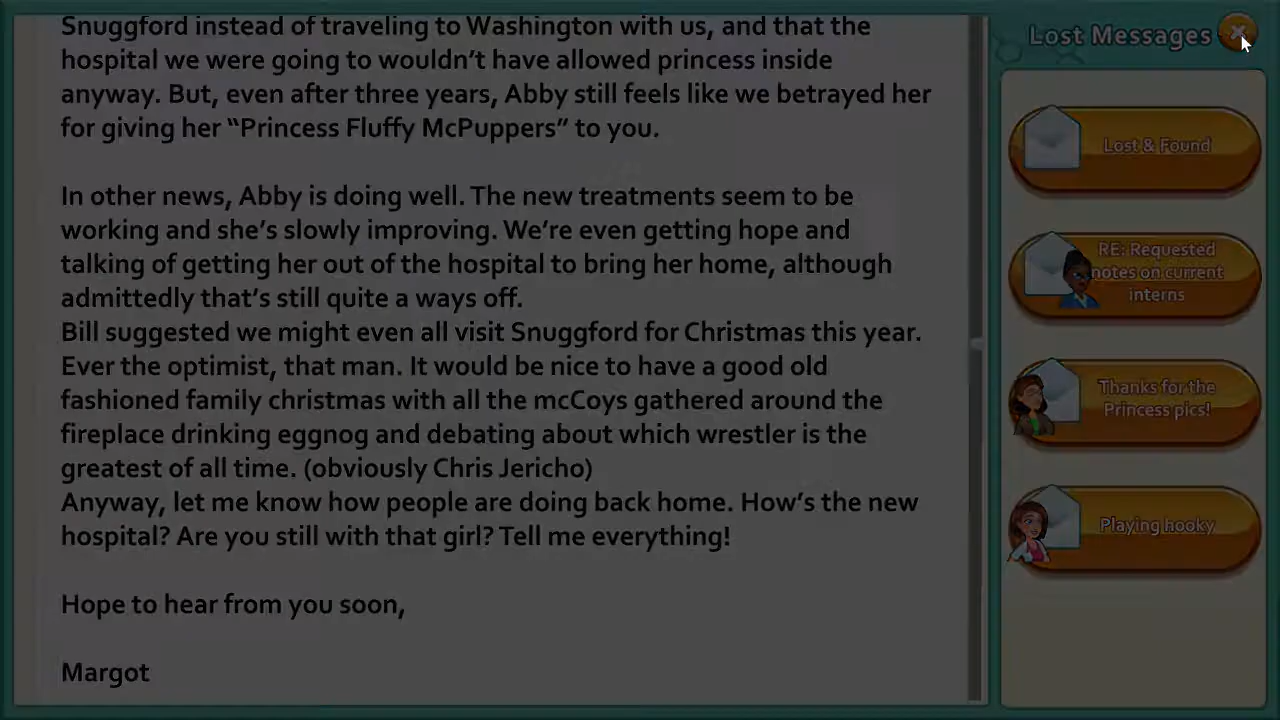 Snuggford instead of traveling to Washington with us, and that the
hospital we were going to wouldn't have allowed princess inside
anyway. But, even after three years, Abby still feels like we betrayed her
for giving her “Princess Fluffy McPuppers” to you.
In other news, Abby is doing well. The new treatments seem to be
working and she's slowly improving. We're even getting hope and
talking of getting her out of the hospital to bring her home, although
admittedly that's still quite a ways off.
Bill suggested we might even all visit Snuggford for Christmas this year.
Ever the optimist, that man. It would be nice to have a good old
fashioned family christmas with all the mcCoys gathered around the
fireplace drinking eggnog and debating about which wrestler is the
greatest of all time. (obviously Chris Jericho)
Anyway, let me know how people are doing back home. How's the new
hospital? Are you still with that girl? Tell me everything!
Hope to hear from you soon,
Margot
Lost Messages
Lost & Found
RE: Requested
notes on current
interns
Thanks for the
Princess pics!
Playing hooky